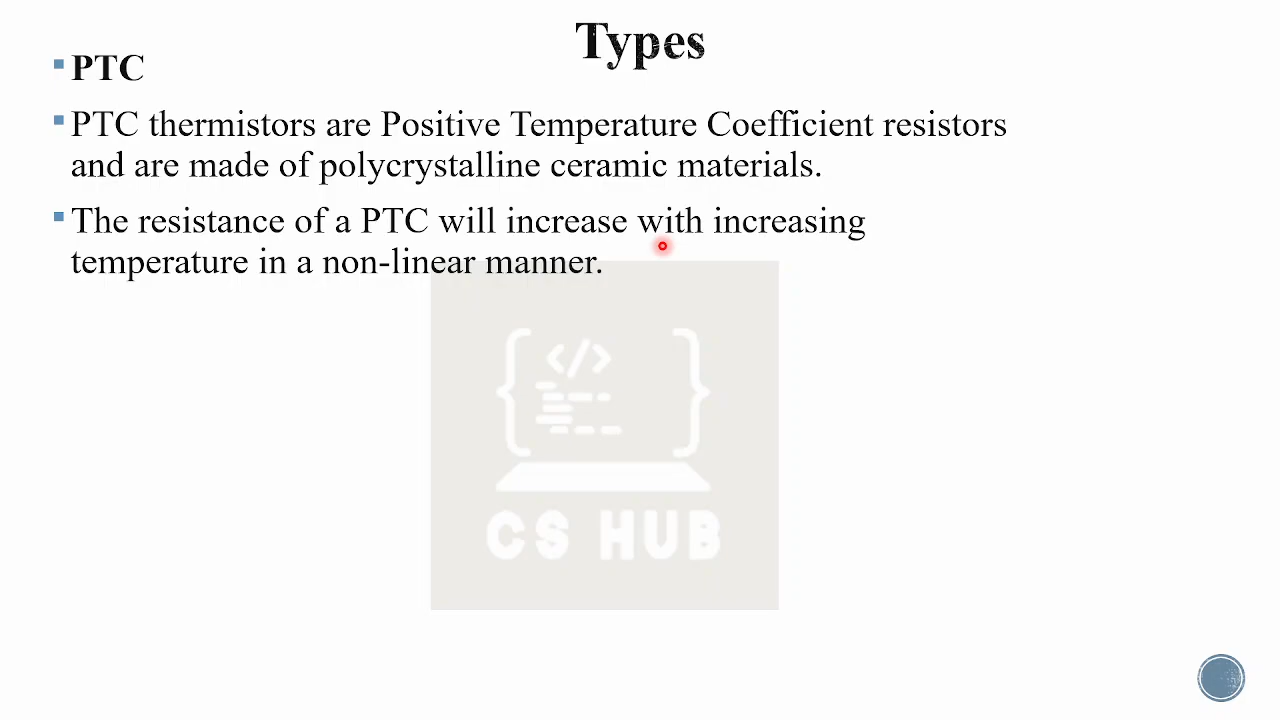 Types
PTC
PTC thermistors are Positive Temperature Coefficient resistors
and are made of polycrystalline ceramic materials.
The resistance of a PTC will increase with increasing
temperature in a non-linear manner.
</>
CS HUB